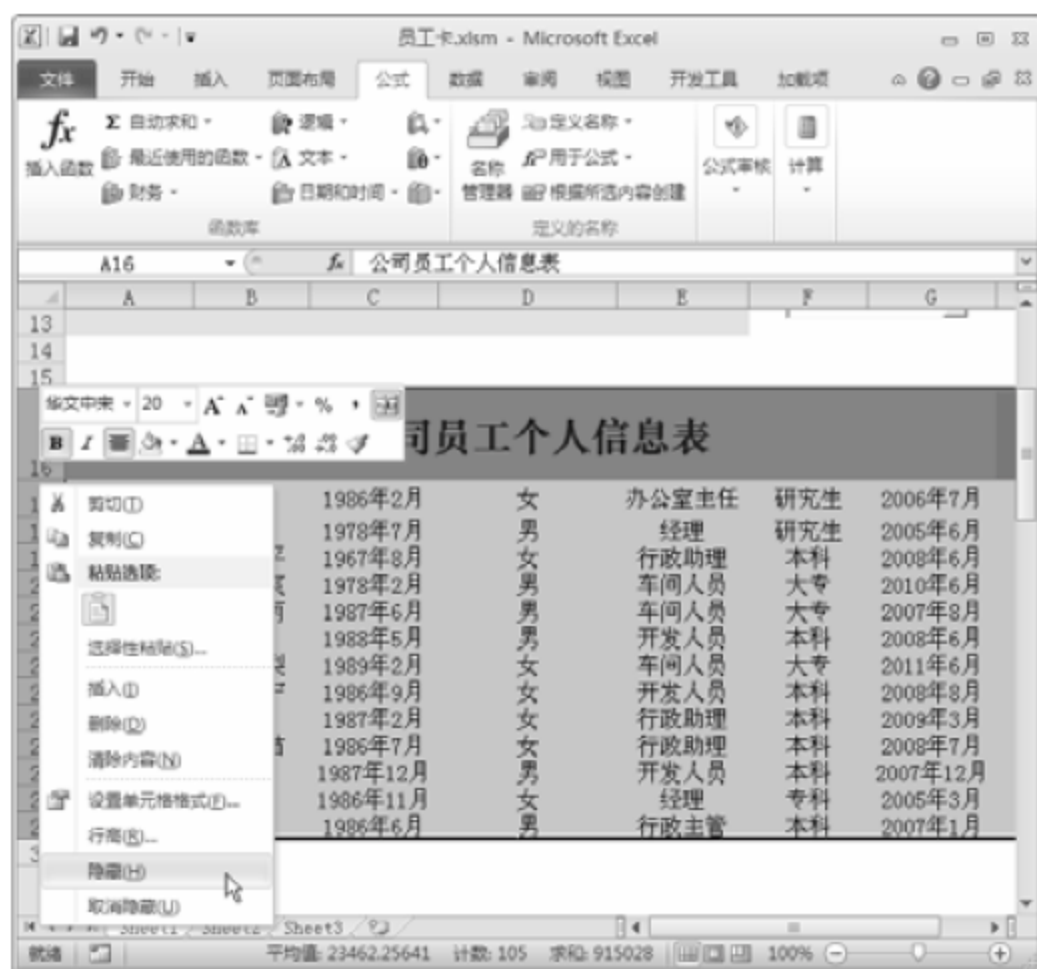 员工卡.xlsm - Microsoft Excel
文件 开始 插入 页面布局 公式 数据 审阅 视图 开发工具 加载项
fx 插入函数
Σ 自动求和
最近使用的函数
财务
逻辑
文本
日期和时间
函数库
名称管理器
定义名称
用于公式
根据所选内容创建
定义的名称
公式审核
计算
A16 fx 公司员工个人信息表
A B C D E F G
13
14
15
16
华文中宋 20 A A %
B I A
司员工个人信息表
1986年2月 女 办公室主任 研究生 2006年7月
1978年7月 男 经理 研究生 2005年6月
1967年8月 女 行政助理 本科 2008年6月
1978年2月 男 车间人员 大专 2010年6月
1987年6月 男 车间人员 大专 2007年8月
1988年5月 男 开发人员 本科 2008年6月
1989年2月 女 车间人员 大专 2011年6月
1986年9月 女 开发人员 本科 2008年8月
1987年2月 女 行政助理 本科 2009年3月
1986年7月 女 行政助理 本科 2008年7月
1987年12月 男 开发人员 本科 2007年12月
1986年11月 女 经理 专科 2005年3月
1986年6月 男 行政主管 本科 2007年1月
剪切(T)
复制(C)
粘贴选项:
选择性粘贴(S)...
插入(I)
删除(D)
清除内容(N)
设置单元格格式(F)...
行高(R)...
隐藏(H)
取消隐藏(U)
Sheet1 Sheet2 Sheet3
就绪 平均值: 23462.25641 计数: 105 求和: 915028 100%